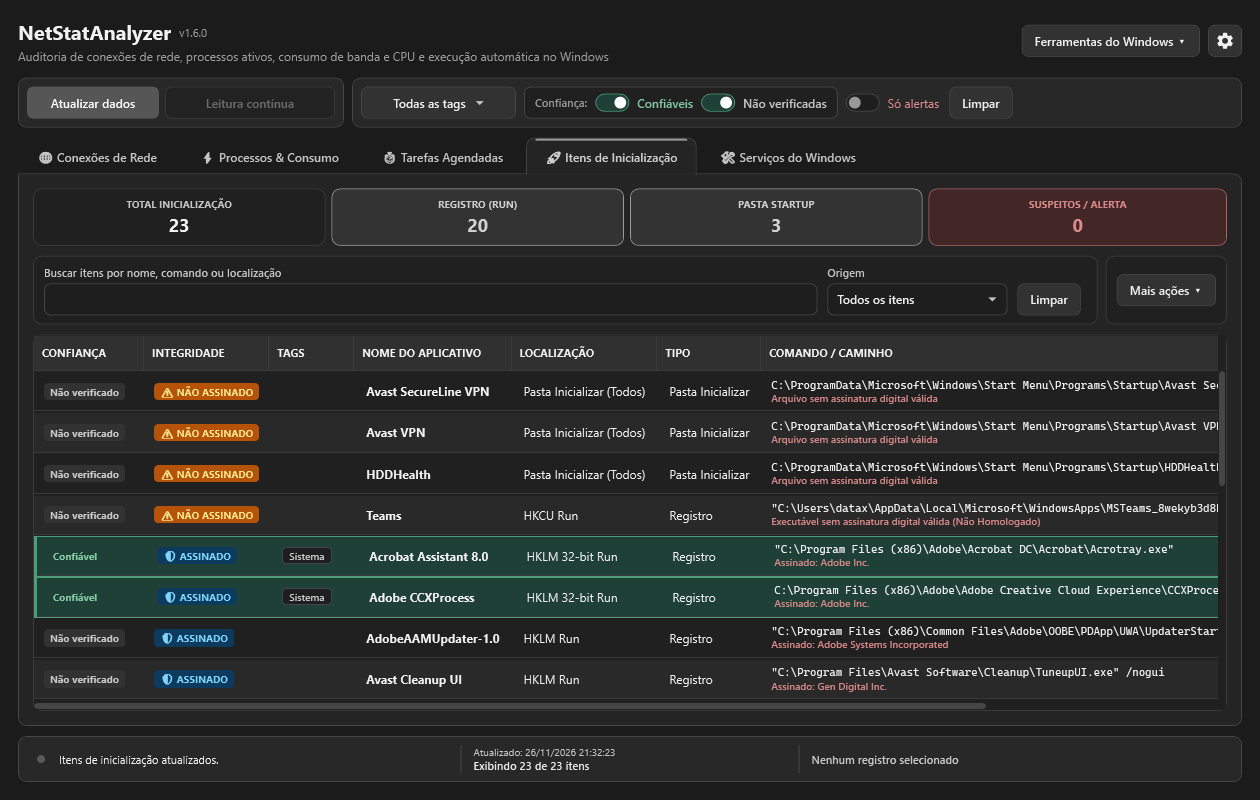 NetStatAnalyzer v1.6.0
Auditoria de conexões de rede, processos ativos, consumo de banda e CPU e execução automática no Windows
Ferramentas do Windows
Atualizar dados
Leitura contínua
Todas as tags
Confiança:
Confiáveis
Não verificadas
Só alertas
Limpar
Conexões de Rede
Processos & Consumo
Tarefas Agendadas
Itens de Inicialização
Serviços do Windows
TOTAL INICIALIZAÇÃO
23
REGISTRO (RUN)
20
PASTA STARTUP
3
SUSPEITOS / ALERTA
0
Buscar itens por nome, comando ou localização
Origem
Todos os itens
Limpar
Mais ações
CONFIANÇA INTEGRIDADE TAGS NOME DO APLICATIVO LOCALIZAÇÃO TIPO COMANDO / CAMINHO
Não verificado NÃO ASSINADO Avast SecureLine VPN Pasta Inicializar (Todos) Pasta Inicializar C:\ProgramData\Microsoft\Windows\Start Menu\Programs\Startup\Avast Sec
Arquivo sem assinatura digital válida
Não verificado NÃO ASSINADO Avast VPN Pasta Inicializar (Todos) Pasta Inicializar C:\ProgramData\Microsoft\Windows\Start Menu\Programs\Startup\Avast VPN
Arquivo sem assinatura digital válida
Não verificado NÃO ASSINADO HDDHealth Pasta Inicializar (Todos) Pasta Inicializar C:\ProgramData\Microsoft\Windows\Start Menu\Programs\Startup\HDDHealth
Arquivo sem assinatura digital válida
Não verificado NÃO ASSINADO Teams HKCU Run Registro "C:\Users\datax\AppData\Local\Microsoft\WindowsApps\MSTeams_8wekyb3d8b
Executável sem assinatura digital válida (Não Homologado)
Confiável ASSINADO Sistema Acrobat Assistant 8.0 HKLM 32-bit Run Registro "C:\Program Files (x86)\Adobe\Acrobat DC\Acrobat\Acrotray.exe"
Assinado: Adobe Inc.
Confiável ASSINADO Sistema Adobe CCXProcess HKLM 32-bit Run Registro C:\Program Files (x86)\Adobe\Adobe Creative Cloud Experience\CCXProce
Assinado: Adobe Inc.
Não verificado ASSINADO AdobeAAMUpdater-1.0 HKLM Run Registro "C:\Program Files (x86)\Common Files\Adobe\OOBE\PDApp\UWA\UpdaterStar
Assinado: Adobe Systems Incorporated
Não verificado ASSINADO Avast Cleanup UI HKLM Run Registro "C:\Program Files\Avast Software\Cleanup\TuneupUI.exe" /nogui
Assinado: Gen Digital Inc.
Itens de inicialização atualizados.
Atualizado: 26/11/2026 21:32:23
Exibindo 23 de 23 itens
Nenhum registro selecionado